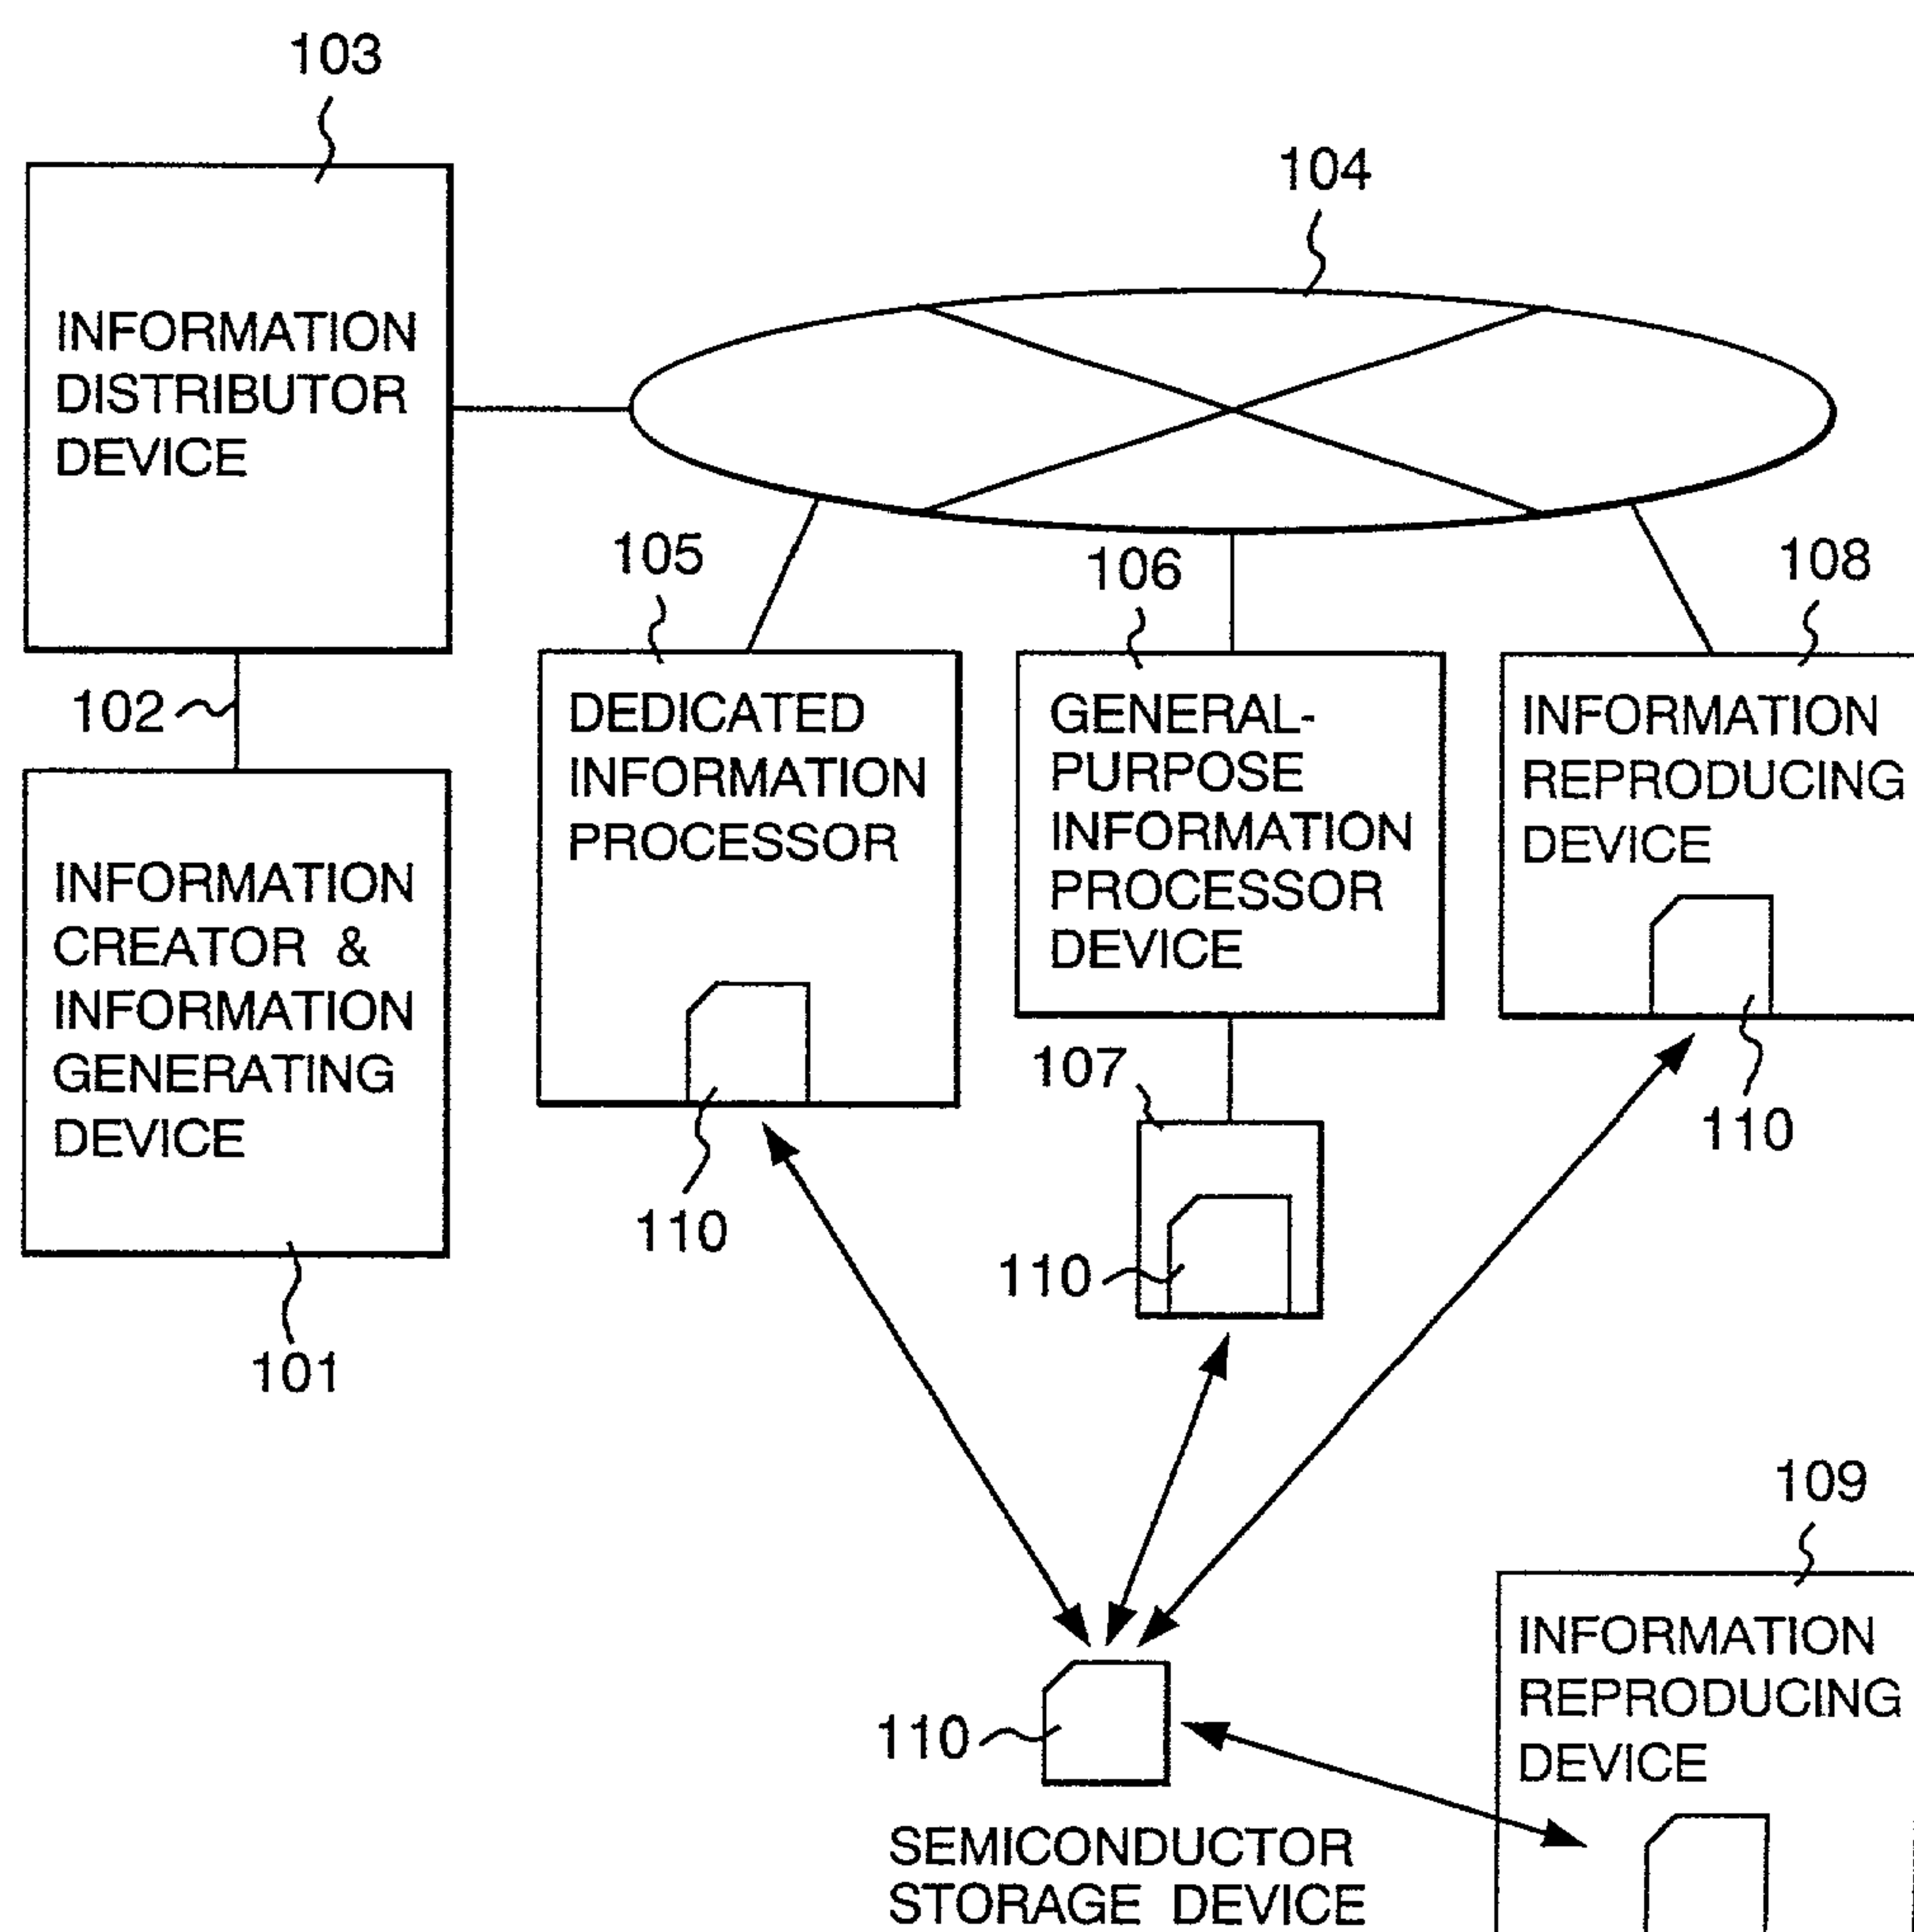 103
104
INFORMATION
DISTRIBUTOR
DEVICE
105
106
108
102
DEDICATED
INFORMATION
PROCESSOR
GENERAL-
PURPOSE
INFORMATION
PROCESSOR
DEVICE
INFORMATION
REPRODUCING
DEVICE
INFORMATION
CREATOR &
INFORMATION
GENERATING
DEVICE
107
110
110
110
101
109
INFORMATION
REPRODUCING
DEVICE
110
SEMICONDUCTOR
STORAGE DEVICE